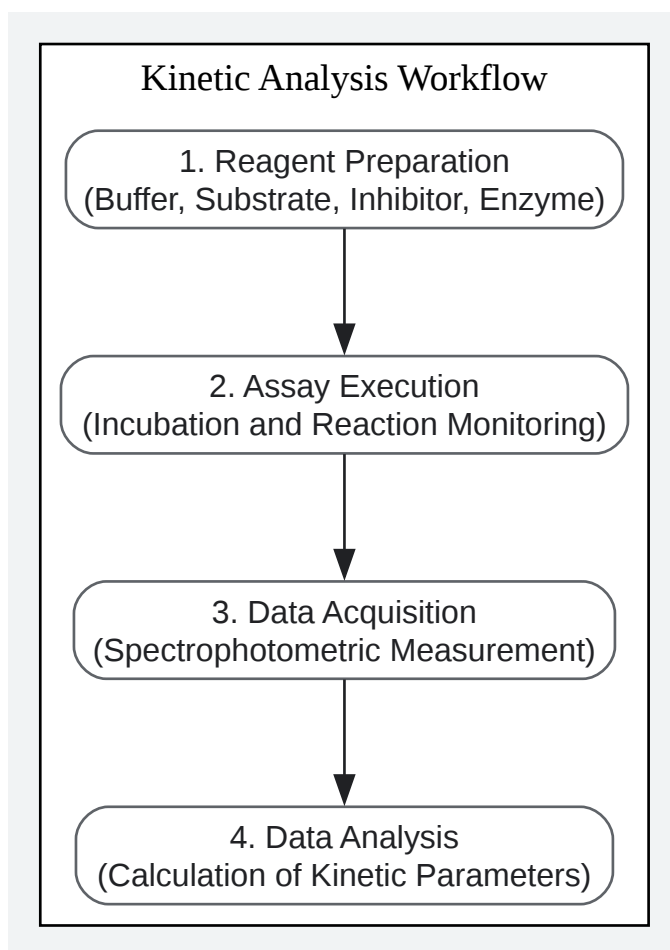 Kinetic Analysis Workflow
1. Reagent Preparation
(Buffer, Substrate, Inhibitor, Enzyme)
2. Assay Execution
(Incubation and Reaction Monitoring)
3. Data Acquisition
(Spectrophotometric Measurement)
4. Data Analysis
(Calculation of Kinetic Parameters)